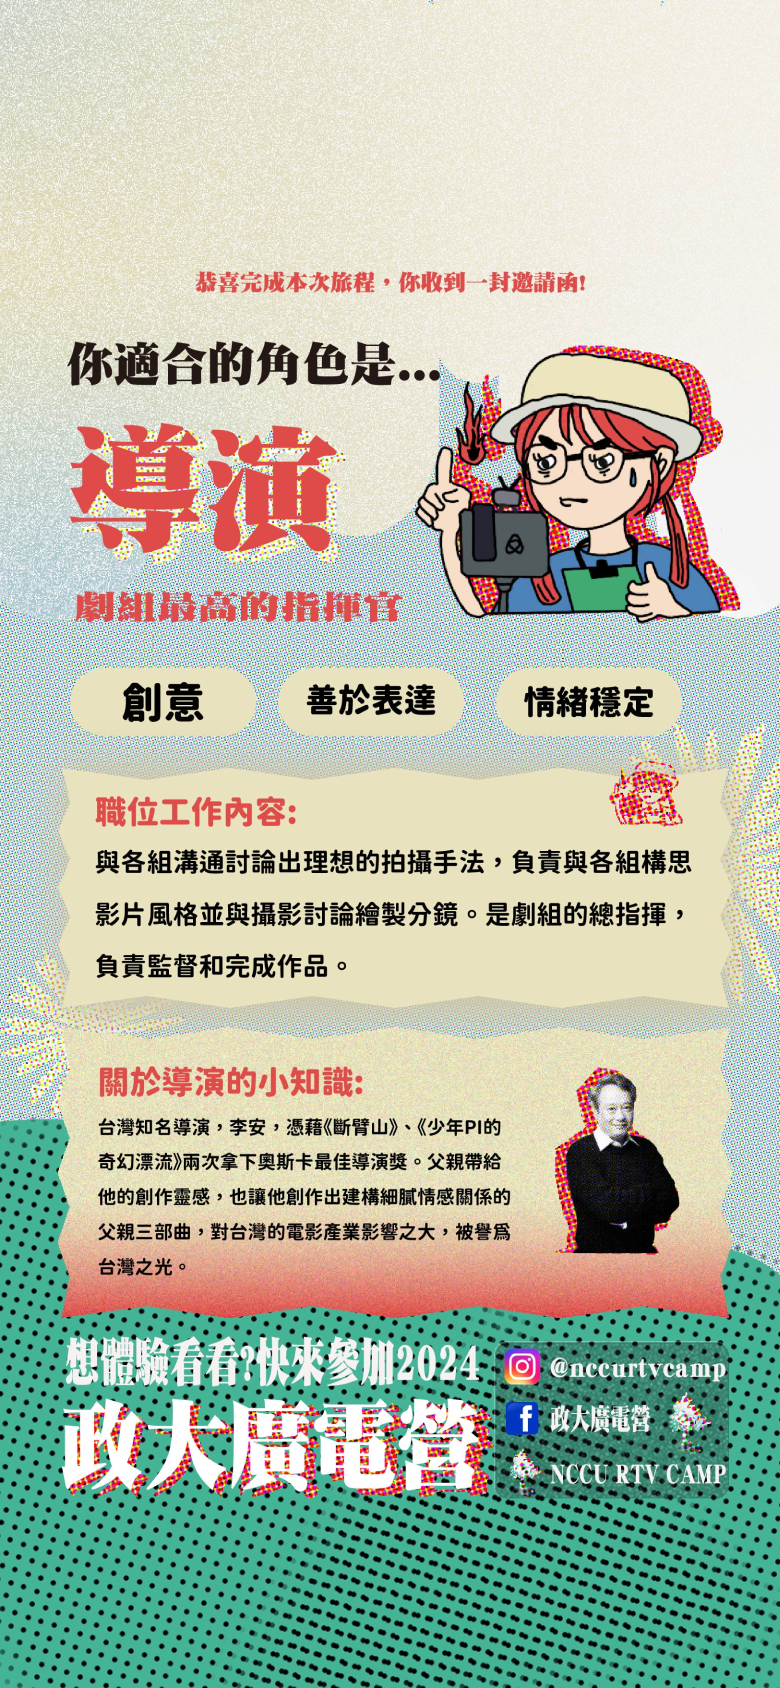 恭喜完成本次旅程，你收到一封邀請函!
你適合的角色是...
導演
劇組最高的指揮官
創意
善於表達
情緒穩定
職位工作內容:
與各組溝通討論出理想的拍攝手法，負責與各組構思
影片風格並與攝影討論繪製分鏡。是劇組的總指揮，
負責監督和完成作品。
關於導演的小知識:
台灣知名導演，李安，憑藉《斷臂山》、《少年PI的
奇幻漂流》兩次拿下奧斯卡最佳導演獎。父親帶給
他的創作靈感，也讓他創作出建構細膩情感關係的
父親三部曲，對台灣的電影產業影響之大，被譽為
台灣之光。
想體驗看看?快來參加2024
政大廣電營
@nccurtvcamp
政大廣電營
NCCU RTV CAMP